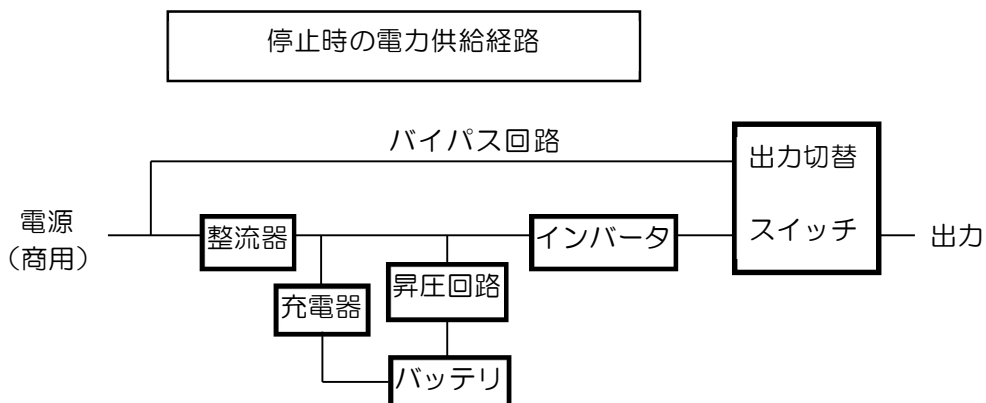 停止時の電力供給経路
バイパス回路
出力切替
スイッチ
電源
（商用）
整流器
インバータ
出力
充電器
昇圧回路
バッテリ